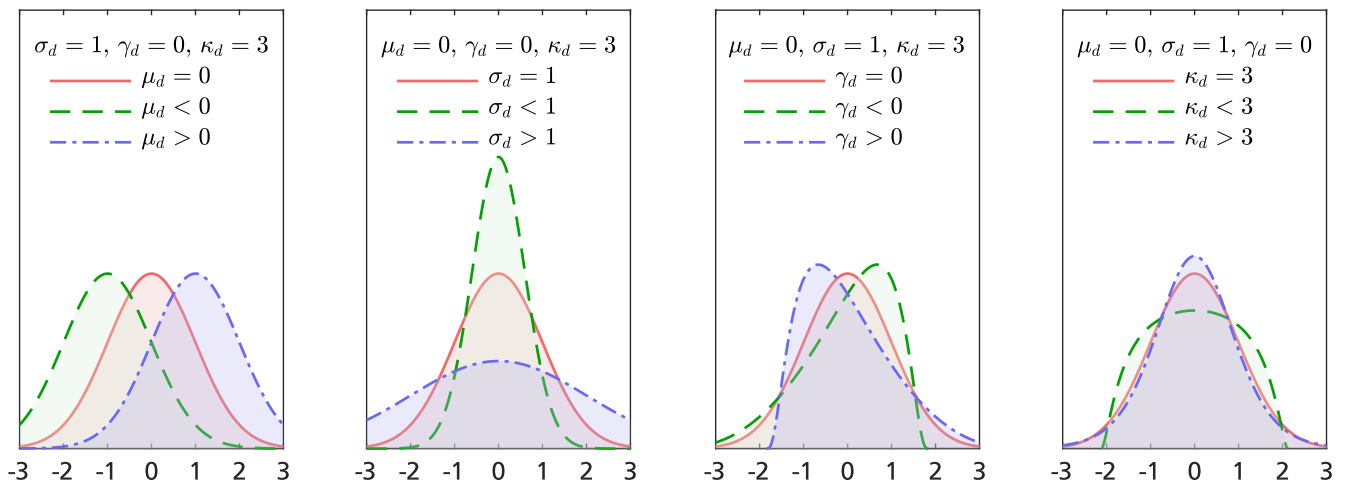 σ_d = 1, γ_d = 0, κ_d = 3
μ_d = 0
μ_d < 0
μ_d > 0
-3 -2 -1 0 1 2 3
μ_d = 0, γ_d = 0, κ_d = 3
σ_d = 1
σ_d < 1
σ_d > 1
-3 -2 -1 0 1 2 3
μ_d = 0, σ_d = 1, κ_d = 3
γ_d = 0
γ_d < 0
γ_d > 0
-3 -2 -1 0 1 2 3
μ_d = 0, σ_d = 1, γ_d = 0
κ_d = 3
κ_d < 3
κ_d > 3
-3 -2 -1 0 1 2 3